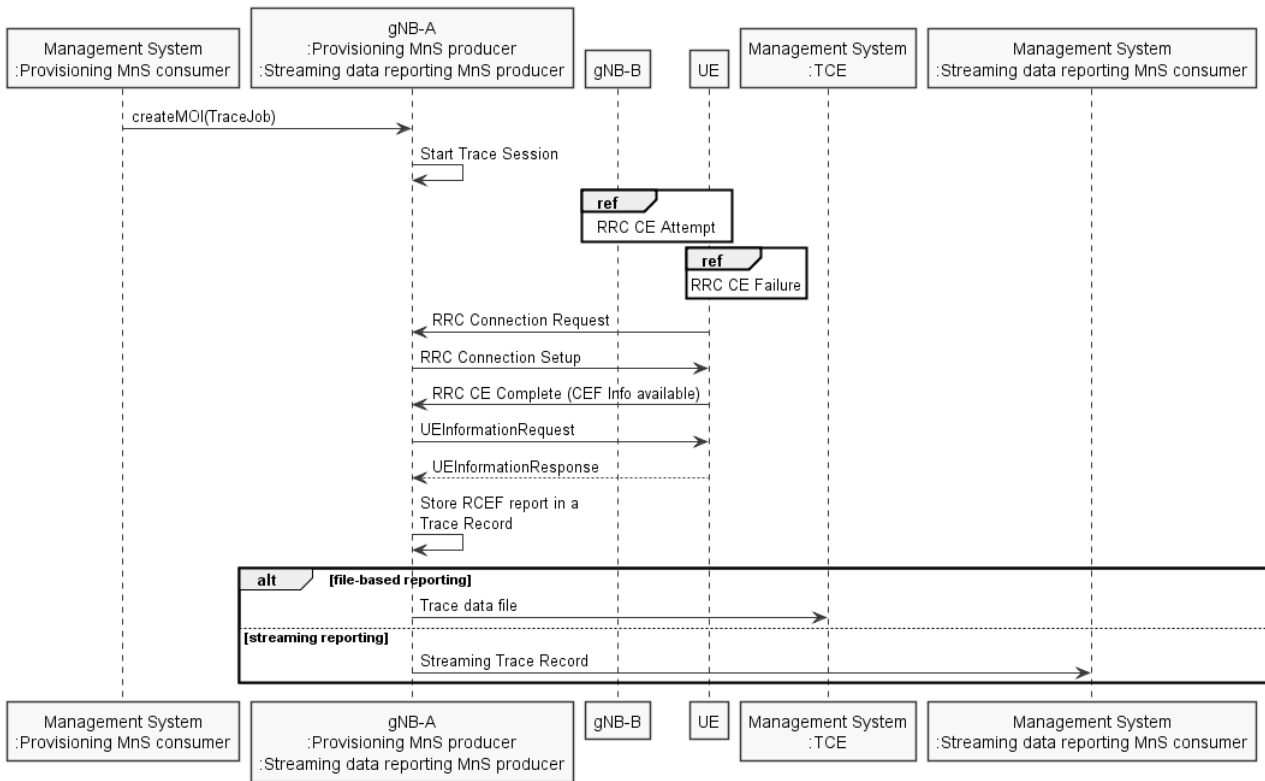 Management System
:Provisioning MnS consumer
gNB-A
:Provisioning MnS producer
:Streaming data reporting MnS producer
gNB-B
UE
Management System
:TCE
Management System
:Streaming data reporting MnS consumer
createMOI(TraceJob)
Start Trace Session
ref
RRC CE Attempt
ref
RRC CE Failure
RRC Connection Request
RRC Connection Setup
RRC CE Complete (CEF Info available)
UEInformationRequest
UEInformationResponse
Store RCEF report in a
Trace Record
alt [file-based reporting]
Trace data file
[streaming reporting]
Streaming Trace Record
Management System
:Provisioning MnS consumer
gNB-A
:Provisioning MnS producer
:Streaming data reporting MnS producer
gNB-B
UE
Management System
:TCE
Management System
:Streaming data reporting MnS consumer